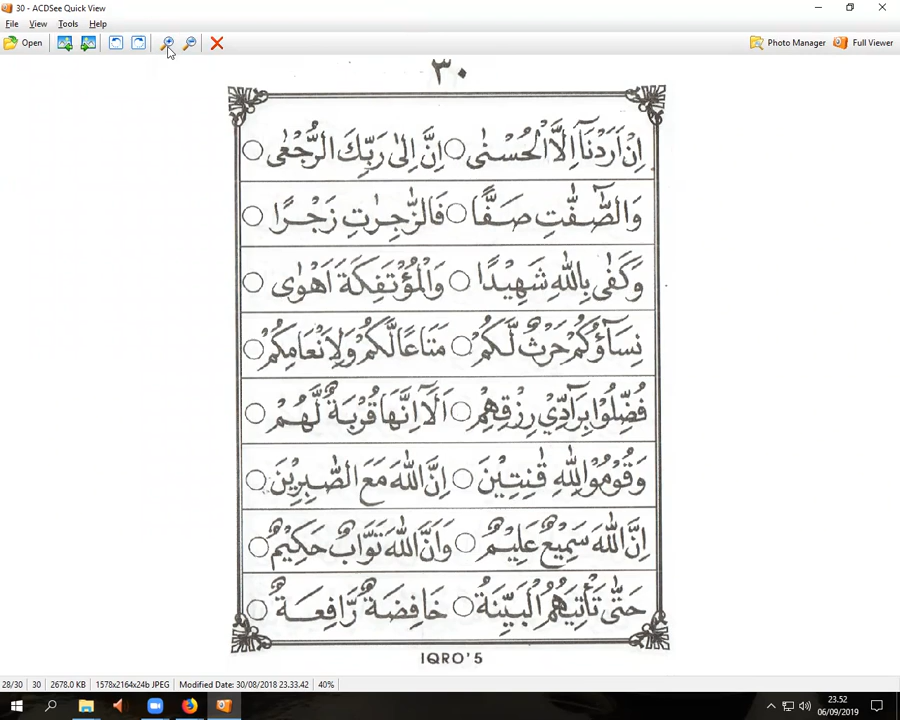 30 - ACDSee Quick View
File View Tools Help
Open
Photo Manager Full Viewer
٣٠
اِنْ اَرَدْنَآ اِلَّا الْحُسْنٰى ○ اِنَّ اِلٰى رَبِّكَ الرُّجْعٰى ○
وَالصّٰٓفّٰتِ صَفًّا ○ فَالزّٰجِرٰتِ زَجْرًا ○
وَكَفٰى بِاللّٰهِ شَهِيْدًا ○ وَالْمُؤْتَفِكَةَ اَهْوٰى ○
نِسَآؤُكُمْ حَرْثٌ لَّكُمْ ○ مَتَاعًا لَّكُمْ وَلِاَنْعَامِكُمْ ○
فُضِّلُوْا بِرَآدِّيْ رِزْقِهِمْ ○ اَلَآ اِنَّهَا قُرْبَةٌ لَّهُمْ ○
وَقُوْمُوْا لِلّٰهِ قٰنِتِيْنَ ○ اِنَّ اللّٰهَ مَعَ الصّٰبِرِيْنَ ○
اِنَّ اللّٰهَ سَمِيْعٌ عَلِيْمٌ ○ وَاَنَّ اللّٰهَ تَوَّابٌ حَكِيْمٌ ○
حَتّٰى تَأْتِيَهُمُ الْبَيِّنَةُ ○ خَافِضَةٌ رَّافِعَةٌ ○
IQRO'5
28/30 30 2678.0 KB 1578x2164x24b JPEG Modified Date: 30/08/2018 23.33.42 40%
23.52
06/09/2019